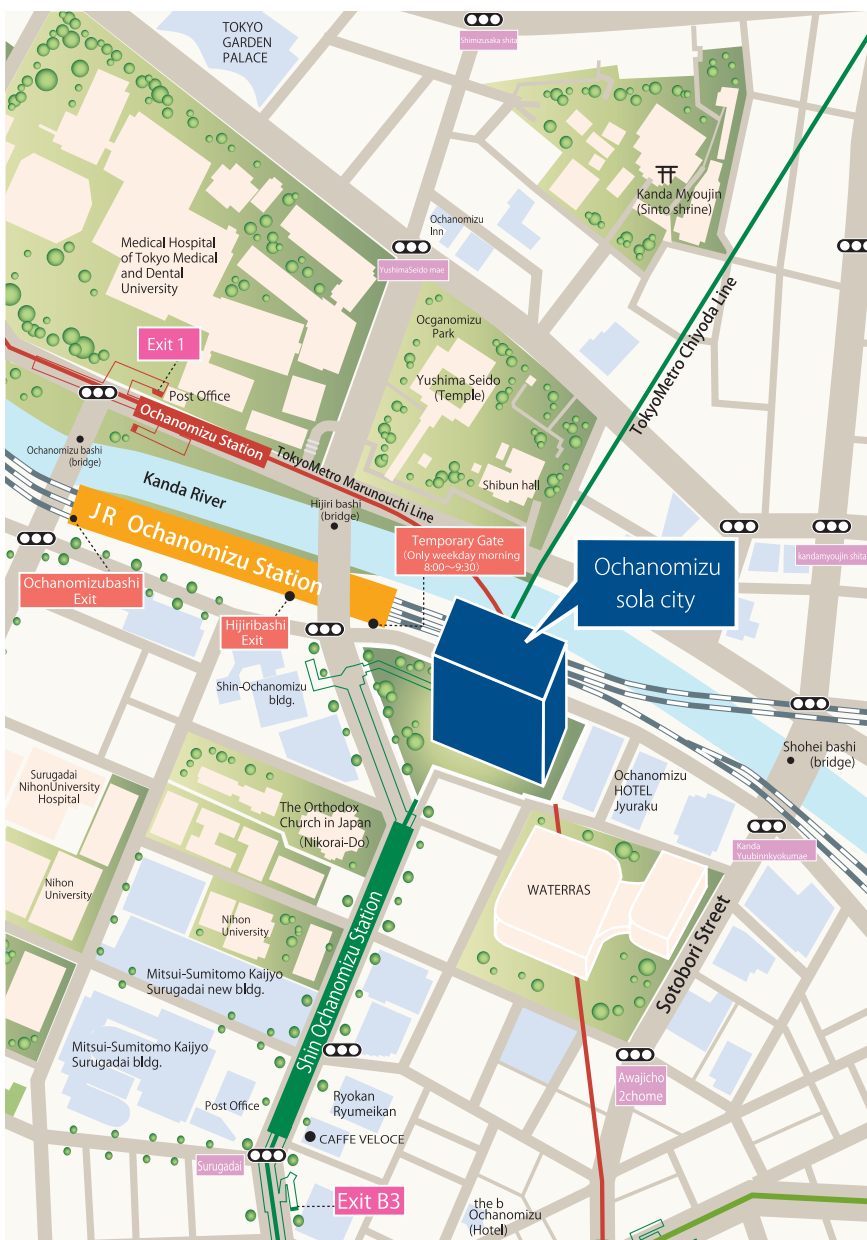 TOKYO
GARDEN
PALACE
Shimizusaka shita
Kanda Myoujin
(Sinto shrine)
Ochanomizu
Inn
YushimaSeido mae
Medical Hospital
of Tokyo Medical
and Dental
University
Ocganomizu
Park
Yushima Seido
(Temple)
Shibun hall
TokyoMetro Chiyoda Line
Exit 1
Post Office
Ochanomizu Station
TokyoMetro Marunouchi Line
Ochanomizu bashi
(bridge)
Kanda River
Hijiri bashi
(bridge)
JR Ochanomizu Station
Temporary Gate
(Only weekday morning
8:00～9:30)
Ochanomizu
sola city
kandamyoujin shita
Ochanomizubashi
Exit
Hijiribashi
Exit
Shin-Ochanomizu
bldg.
Shohei bashi
(bridge)
Ochanomizu
HOTEL
Jyuraku
Surugadai
NihonUniversity
Hospital
The Orthodox
Church in Japan
(Nikorai-Do)
Kanda
Yuubinnkyokumae
Nihon
University
WATERRAS
Nihon
University
Sotobori Street
Mitsui-Sumitomo Kaijyo
Surugadai new bldg.
Shin Ochanomizu Station
Mitsui-Sumitomo Kaijyo
Surugadai bldg.
Awajicho
2chome
Post Office
Ryokan
Ryumeikan
CAFFE VELOCE
Surugadai
Exit B3
the b
Ochanomizu
(Hotel)